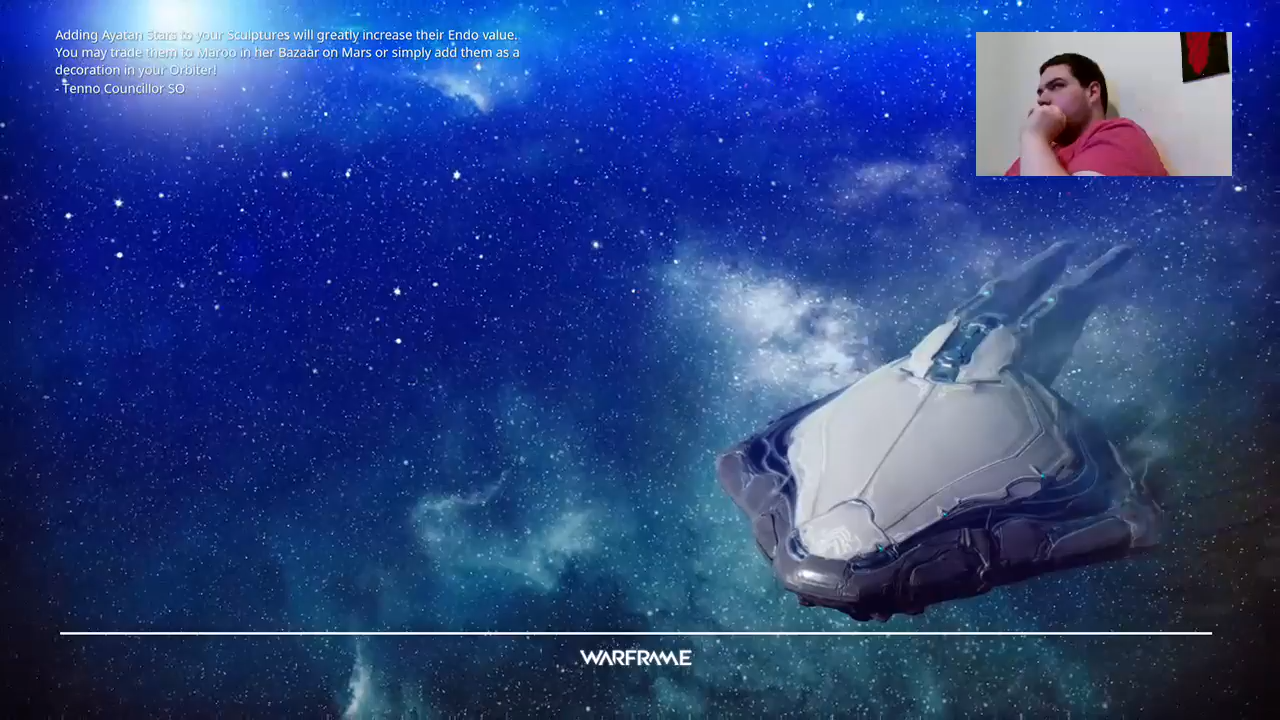 Adding Ayatan Stars to your Sculptures will greatly increase their Endo value.
You may trade them to Maroo in her Bazaar on Mars or simply add them as a
decoration in your Orbiter!
- Tenno Councillor SO
WARFRAME